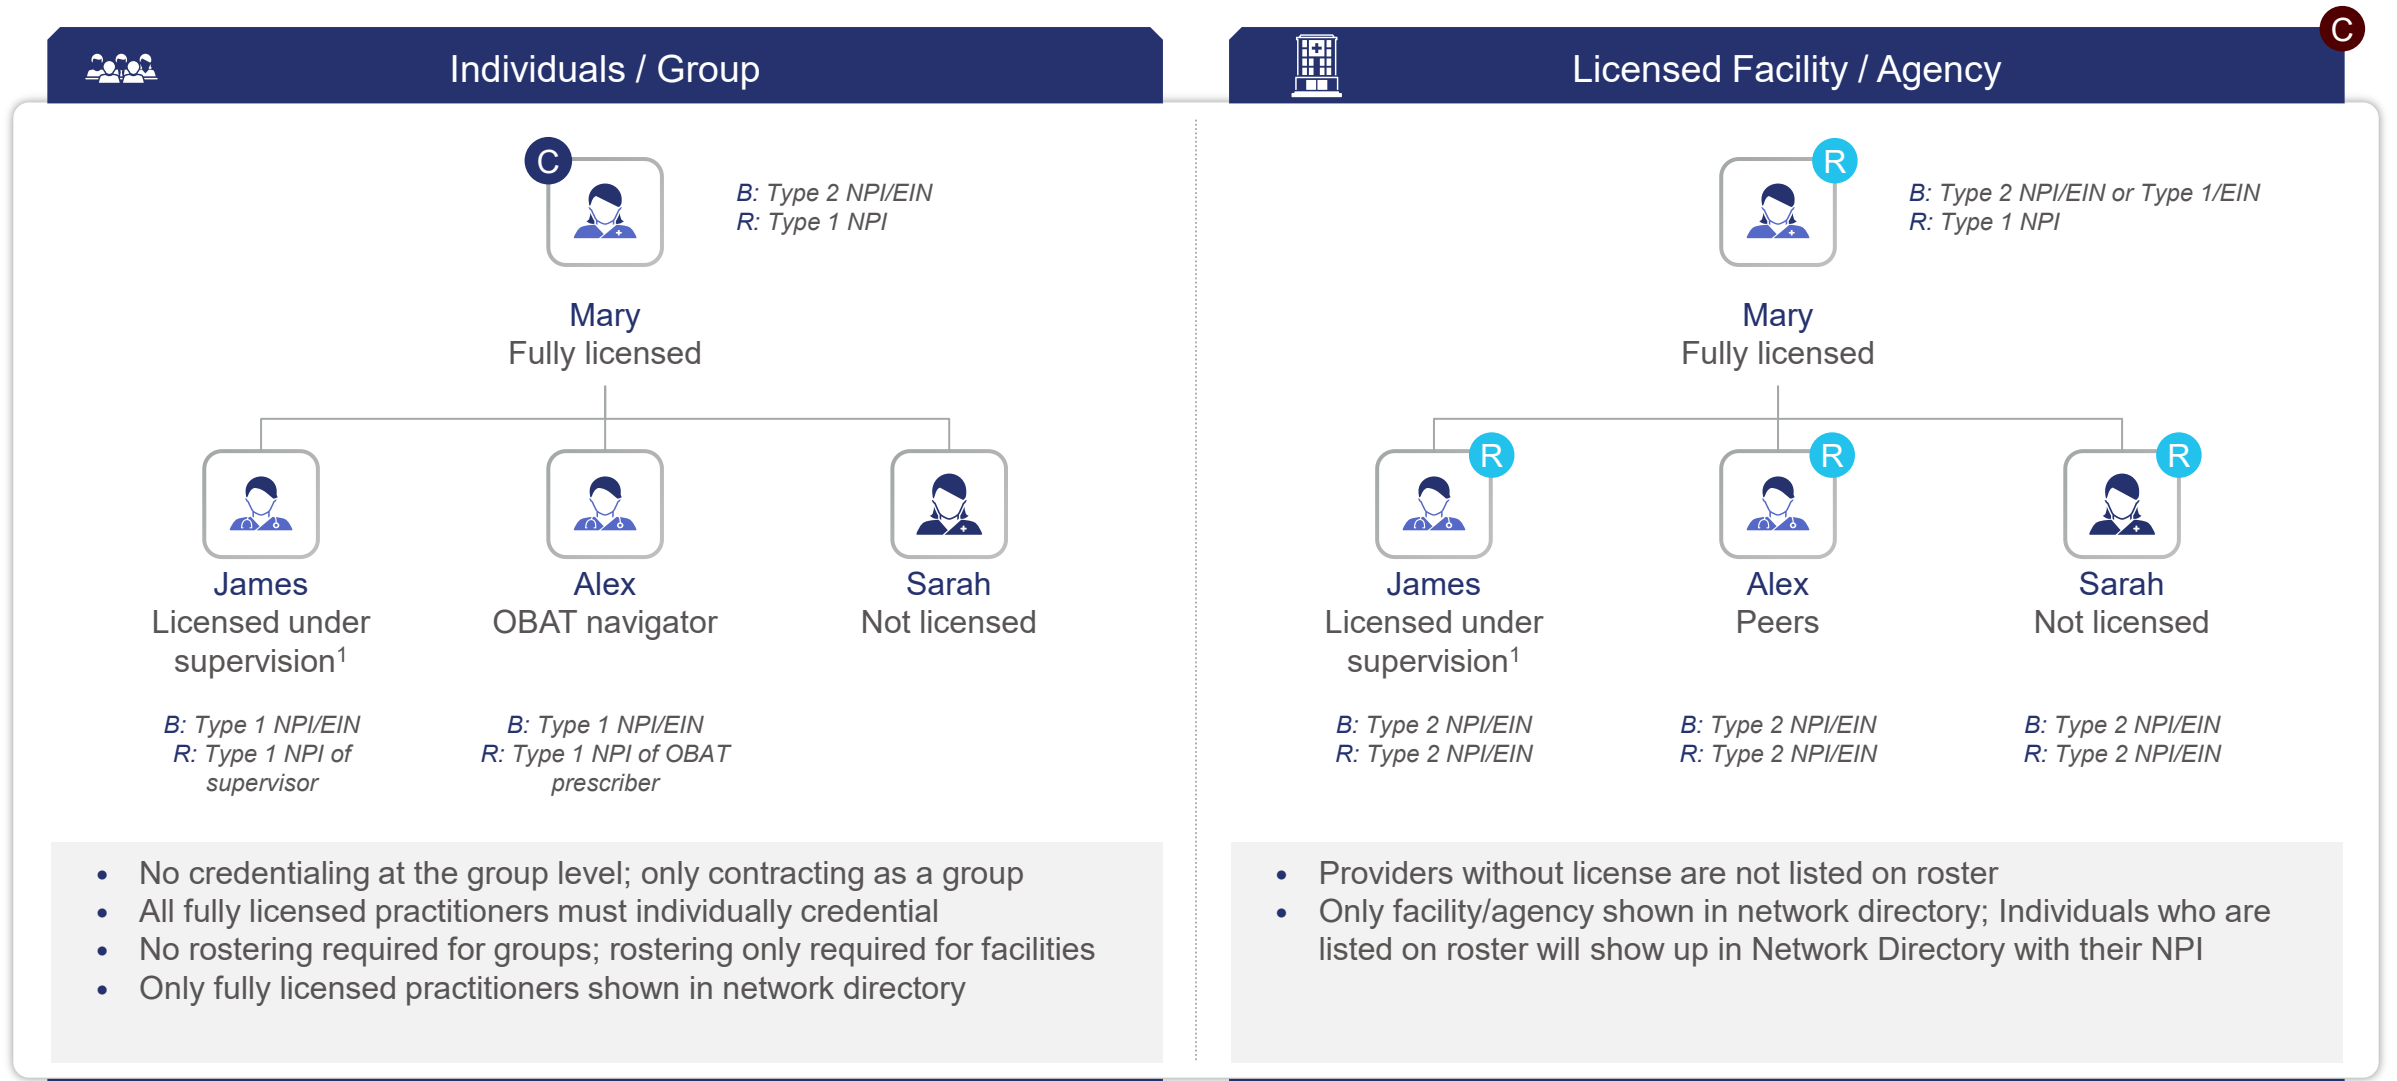 Individuals / Group
C
B: Type 2 NPI/EIN
R: Type 1 NPI
Mary
Fully licensed
James
Licensed under
supervision1
B: Type 1 NPI/EIN
R: Type 1 NPI of
supervisor
Alex
OBAT navigator
B: Type 1 NPI/EIN
R: Type 1 NPI of OBAT
prescriber
Sarah
Not licensed
• No credentialing at the group level; only contracting as a group
• All fully licensed practitioners must individually credential
• No rostering required for groups; rostering only required for facilities
• Only fully licensed practitioners shown in network directory
Licensed Facility / Agency
C
R
B: Type 2 NPI/EIN or Type 1/EIN
R: Type 1 NPI
Mary
Fully licensed
R
James
Licensed under
supervision1
B: Type 2 NPI/EIN
R: Type 2 NPI/EIN
R
Alex
Peers
B: Type 2 NPI/EIN
R: Type 2 NPI/EIN
R
Sarah
Not licensed
B: Type 2 NPI/EIN
R: Type 2 NPI/EIN
• Providers without license are not listed on roster
• Only facility/agency shown in network directory; Individuals who are
listed on roster will show up in Network Directory with their NPI